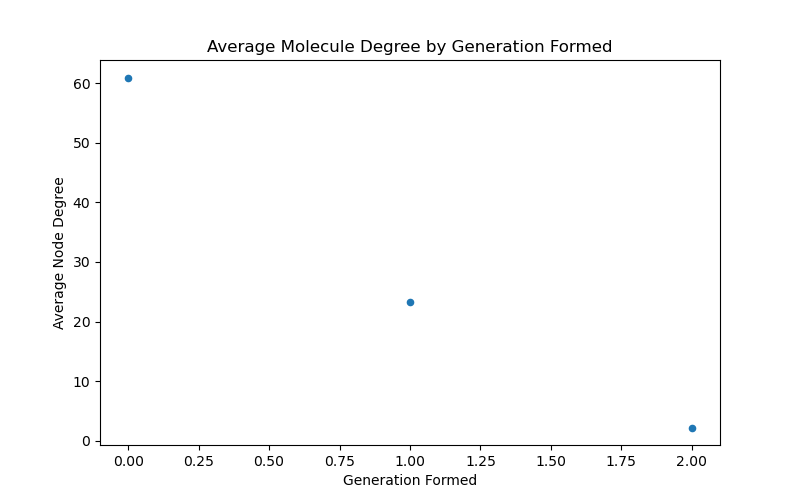 Average Molecule Degree by Generation Formed
60
50
40
30
20
10
0
Average Node Degree
0.00 0.25 0.50 0.75 1.00 1.25 1.50 1.75 2.00
Generation Formed